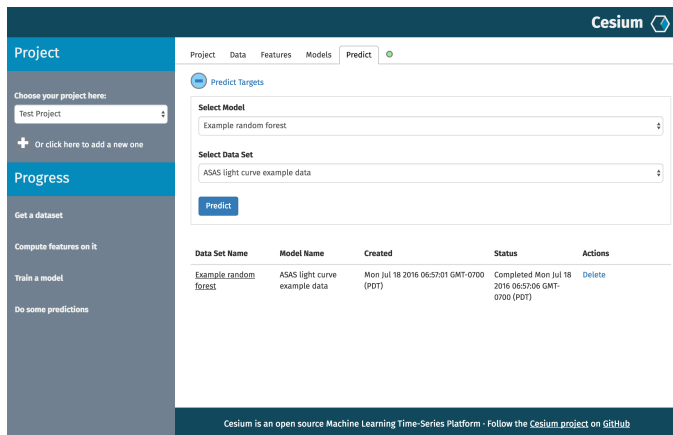 Cesium
Project
Project Data Features Models Predict
Predict Targets
Choose your project here:
Test Project
Or click here to add a new one
Progress
Get a dataset
Compute features on it
Train a model
Do some predictions
Select Model
Example random forest
Select Data Set
ASAS light curve example data
Predict
Data Set Name Model Name Created Status Actions
Example random ASAS light curve Mon Jul 18 2016 06:57:01 GMT-0700 Completed Mon Jul 18 Delete
forest example data (PDT) 2016 06:57:06 GMT-
0700 (PDT)
Cesium is an open source Machine Learning Time-Series Platform · Follow the Cesium project on GitHub